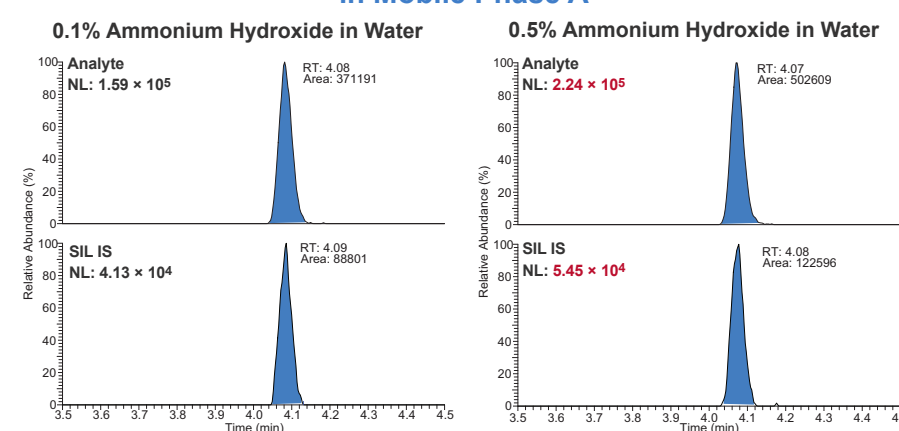 in Mobile Phase A
0.1% Ammonium Hydroxide in Water
Relative Abundance (%)
100
80
60
40
20
0
Analyte
NL: 1.59 × 10⁵
RT: 4.08
Area: 371191
100
80
60
40
20
0
SIL IS
NL: 4.13 × 10⁴
RT: 4.09
Area: 88801
3.5 3.6 3.7 3.8 3.9 4.0 4.1 4.2 4.3 4.4 4.5
Time (min)
0.5% Ammonium Hydroxide in Water
Relative Abundance (%)
100
80
60
40
20
0
Analyte
NL: 2.24 × 10⁵
RT: 4.07
Area: 502609
100
80
60
40
20
0
SIL IS
NL: 5.45 × 10⁴
RT: 4.08
Area: 122596
3.5 3.6 3.7 3.8 3.9 4.0 4.1 4.2 4.3 4.4
Time (min)